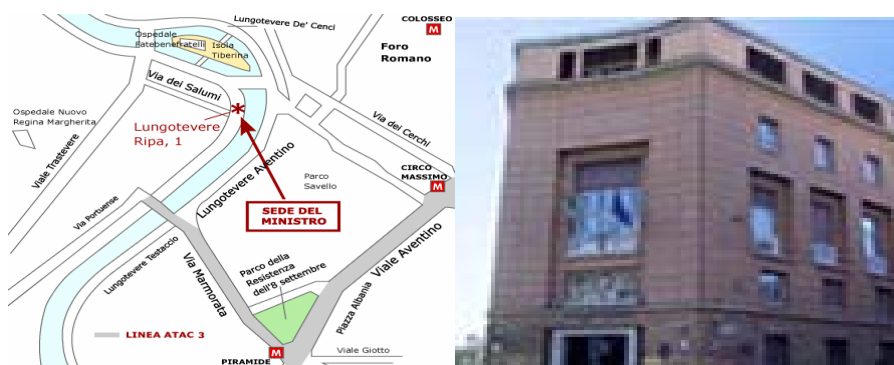 Lungotevere De' Cenci
COLOSSEO
M
Ospedale
Fatebenefratelli
Isola
Tiberina
Foro
Romano
Via dei Salumi
Ospedale Nuovo
Regina Margherita
*
Lungotevere
Ripa, 1
Via dei Cerchi
Viale Trastevere
Lungotevere Aventino
Parco
Savello
CIRCO
MASSIMO
M
Via Portuense
SEDE DEL
MINISTRO
Lungotevere Testaccio
Via Marmorata
Parco della
Resistenza
dell'8 settembre
Viale Aventino
Piazza Albania
LINEA ATAC 3
M
PIRAMIDE
Viale Giotto